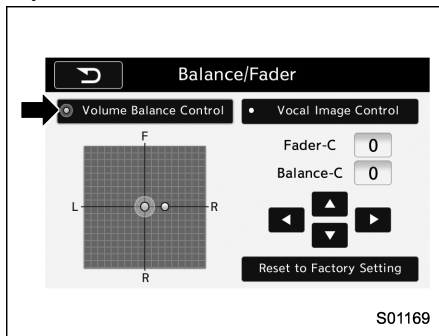 Balance/Fader
Volume Balance Control
Vocal Image Control
F
L
R
R
Fader-C 0
Balance-C 0
Reset to Factory Setting
S01169